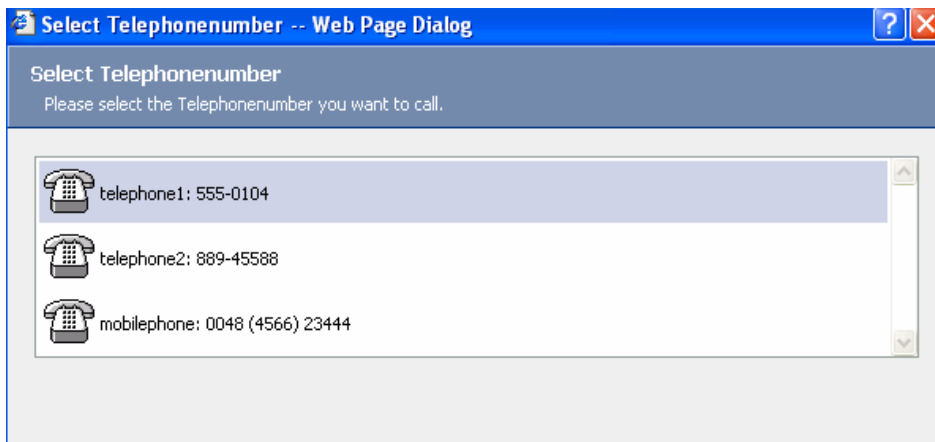 Select Telephonenumber -- Web Page Dialog
Select Telephonenumber
Please select the Telephonenumber you want to call.
telephone1: 555-0104
telephone2: 889-45588
mobilephone: 0048 (4566) 23444